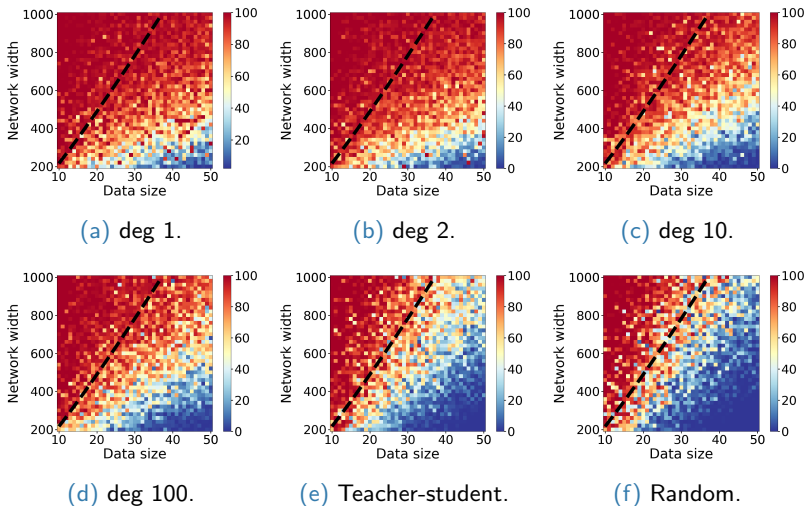 1000
800
600
400
200
Network width
10 20 30 40 50
Data size
100
80
60
40
20
(a) deg 1.
1000
800
600
400
200
Network width
10 20 30 40 50
Data size
100
80
60
40
20
0
(b) deg 2.
1000
800
600
400
200
Network width
10 20 30 40 50
Data size
100
80
60
40
20
0
(c) deg 10.
1000
800
600
400
200
Network width
10 20 30 40 50
Data size
100
80
60
40
20
0
(d) deg 100.
1000
800
600
400
200
Network width
10 20 30 40 50
Data size
100
80
60
40
20
0
(e) Teacher-student.
1000
800
600
400
200
Network width
10 20 30 40 50
Data size
100
80
60
40
20
0
(f) Random.